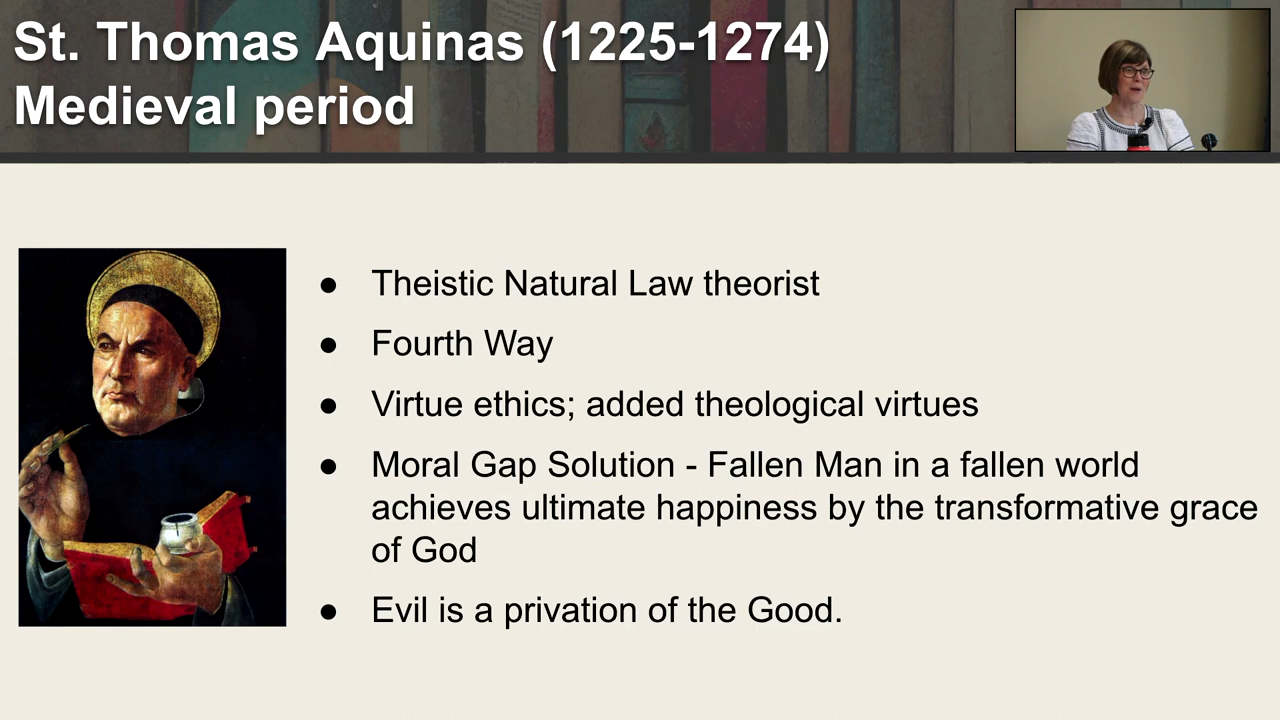 St. Thomas Aquinas (1225-1274)
Medieval period
● Theistic Natural Law theorist
● Fourth Way
● Virtue ethics; added theological virtues
● Moral Gap Solution - Fallen Man in a fallen world
achieves ultimate happiness by the transformative grace
of God
● Evil is a privation of the Good.